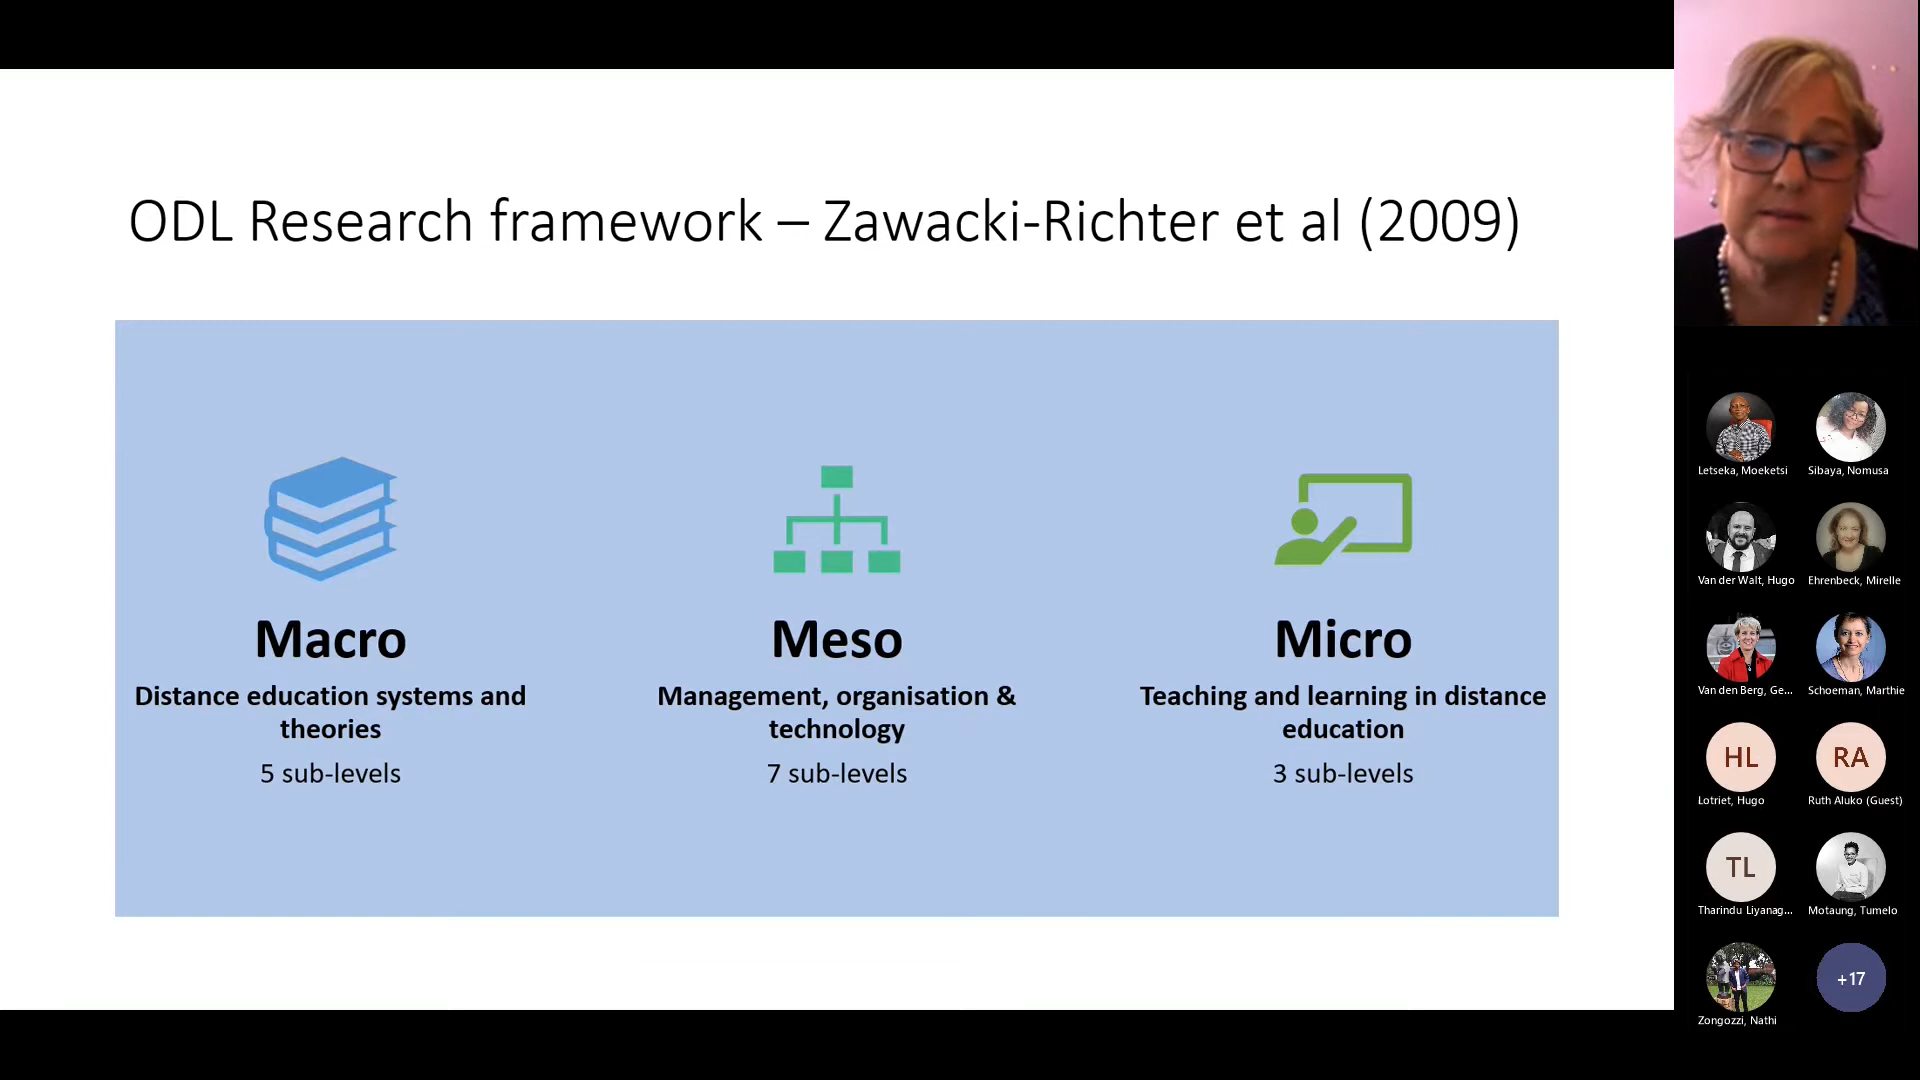 ODL Research framework – Zawacki-Richter et al (2009)
Macro
Distance education systems and
theories
5 sub-levels
Meso
Management, organisation &
technology
7 sub-levels
Micro
Teaching and learning in distance
education
3 sub-levels
Letseka, Moeketsi
Sibaya, Nomusa
Van der Walt, Hugo
Ehrenbeck, Mirelle
Van den Berg, Ge...
Schoeman, Marthie
HL
Lotriet, Hugo
RA
Ruth Aluko (Guest)
TL
Tharindu Liyanag...
Motaung, Tumelo
Zongozzi, Nathi
+17